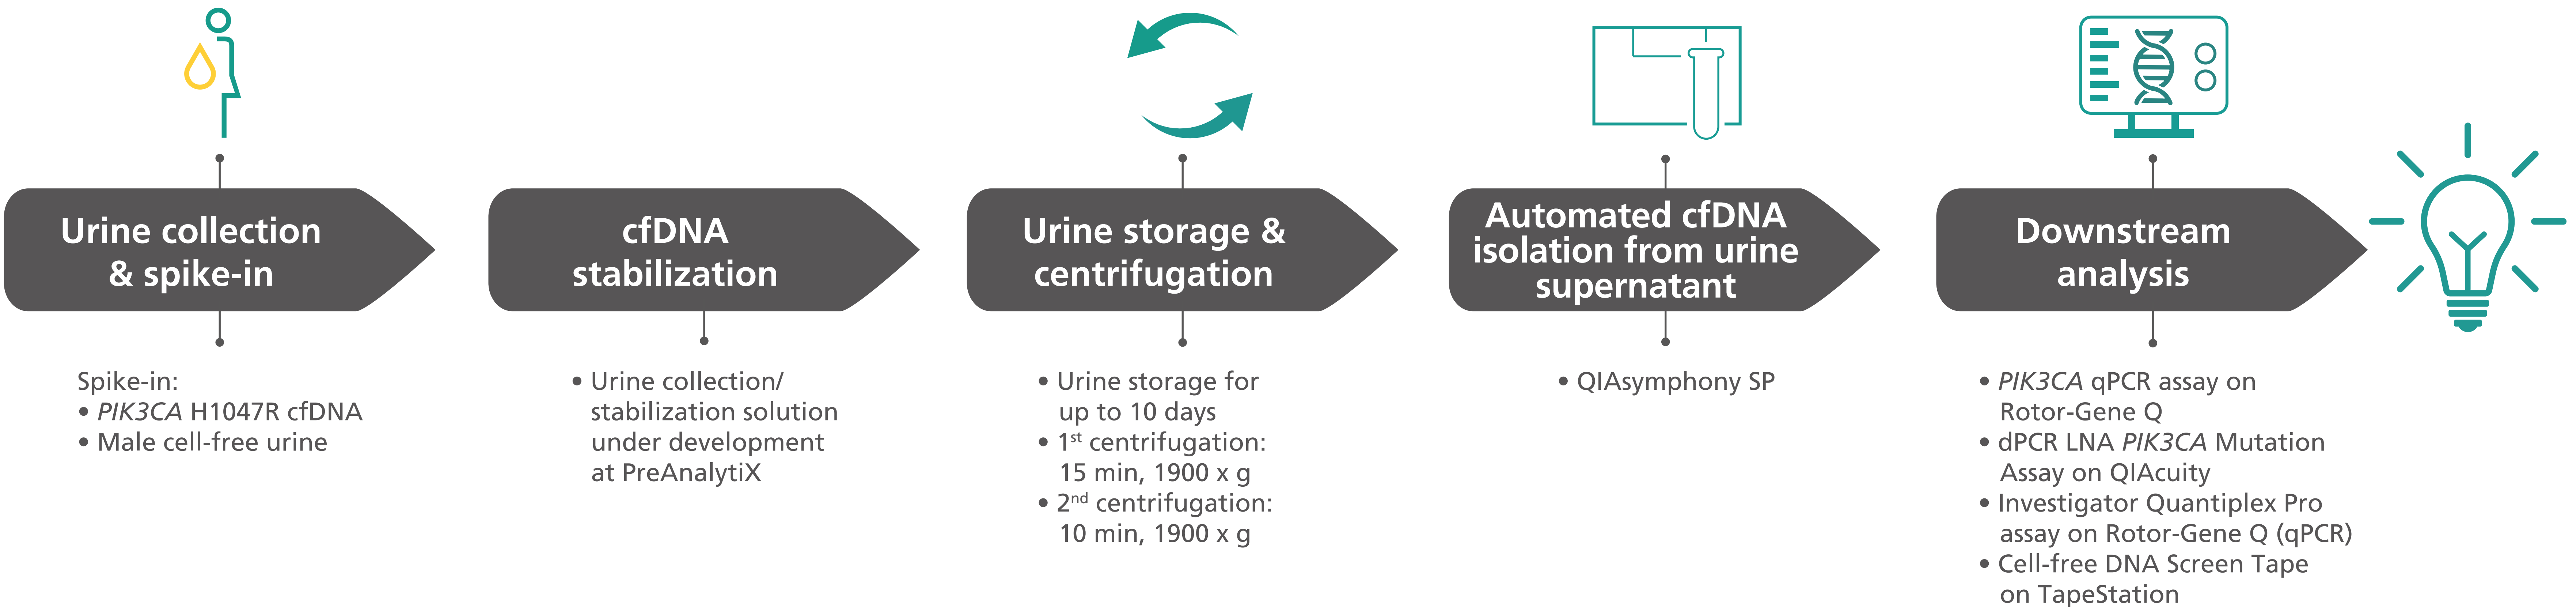 Urine collection
& spike-in
Spike-in:
• PIK3CA H1047R cfDNA
• Male cell-free urine
cfDNA
stabilization
• Urine collection/
stabilization solution
under development
at PreAnalytiX
Urine storage &
centrifugation
• Urine storage for
up to 10 days
• 1st centrifugation:
15 min, 1900 x g
• 2nd centrifugation:
10 min, 1900 x g
Automated cfDNA
isolation from urine
supernatant
• QIAsymphony SP
Downstream
analysis
• PIK3CA qPCR assay on
Rotor-Gene Q
• dPCR LNA PIK3CA Mutation
Assay on QIAcuity
• Investigator Quantiplex Pro
assay on Rotor-Gene Q (qPCR)
• Cell-free DNA Screen Tape
on TapeStation